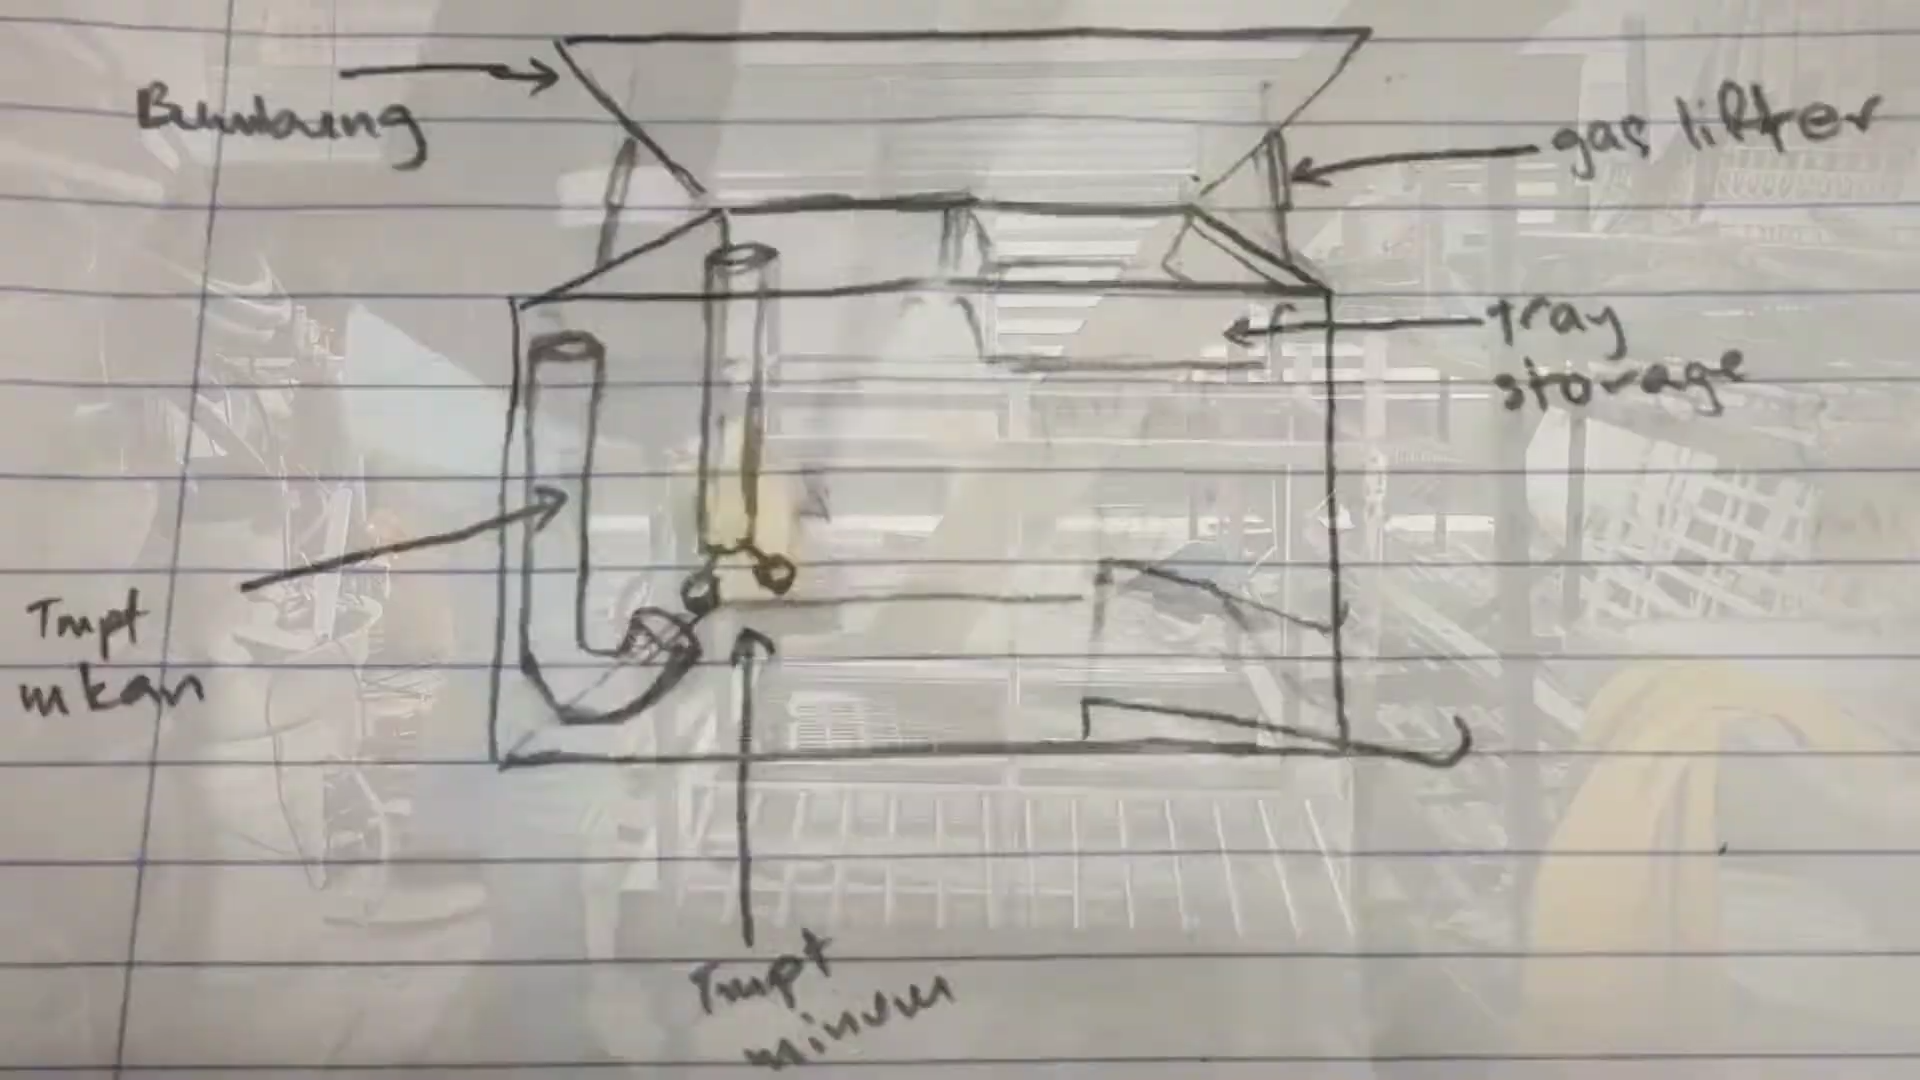 Bumbung
gas lifter
tray
storage
Tmpt
mkan
Tmpt
minum